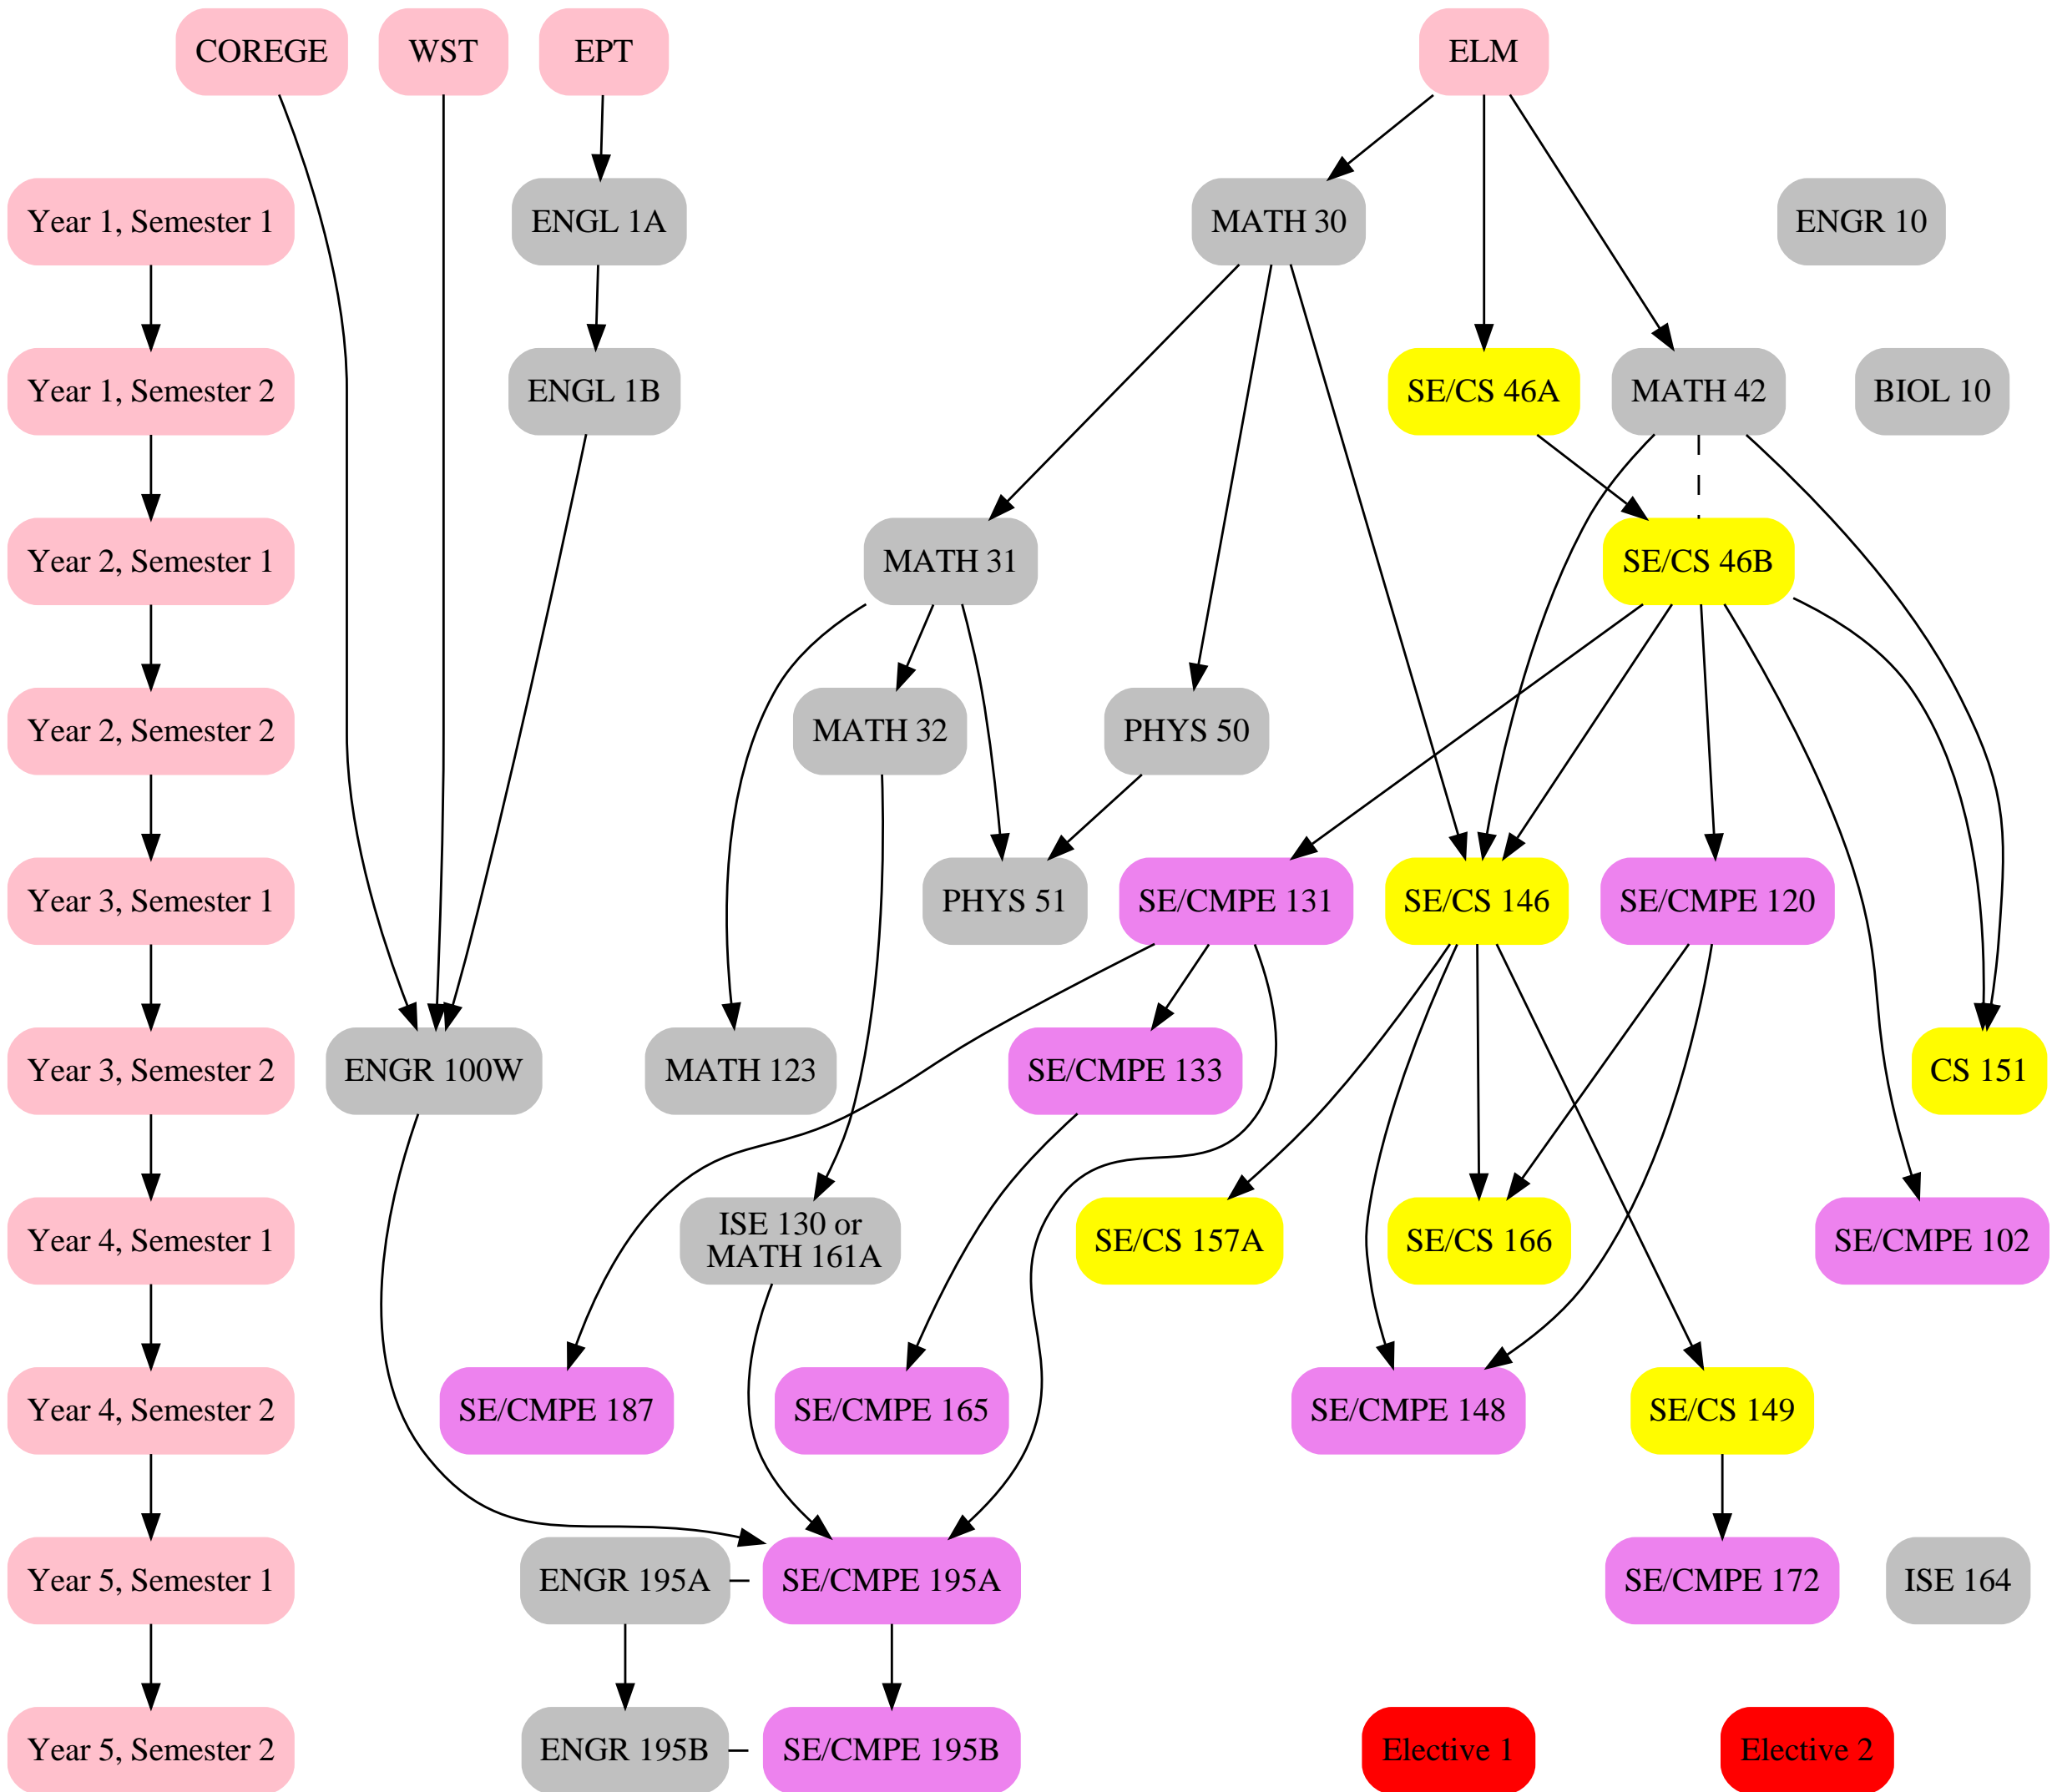 COREGE
WST
EPT
ELM
Year 1, Semester 1
ENGL 1A
MATH 30
ENGR 10
Year 1, Semester 2
ENGL 1B
SE/CS 46A
MATH 42
BIOL 10
Year 2, Semester 1
MATH 31
SE/CS 46B
Year 2, Semester 2
MATH 32
PHYS 50
Year 3, Semester 1
PHYS 51
SE/CMPE 131
SE/CS 146
SE/CMPE 120
Year 3, Semester 2
ENGR 100W
MATH 123
SE/CMPE 133
CS 151
Year 4, Semester 1
ISE 130 or
MATH 161A
SE/CS 157A
SE/CS 166
SE/CMPE 102
Year 4, Semester 2
SE/CMPE 187
SE/CMPE 165
SE/CMPE 148
SE/CS 149
Year 5, Semester 1
ENGR 195A
SE/CMPE 195A
SE/CMPE 172
ISE 164
Year 5, Semester 2
ENGR 195B
SE/CMPE 195B
Elective 1
Elective 2